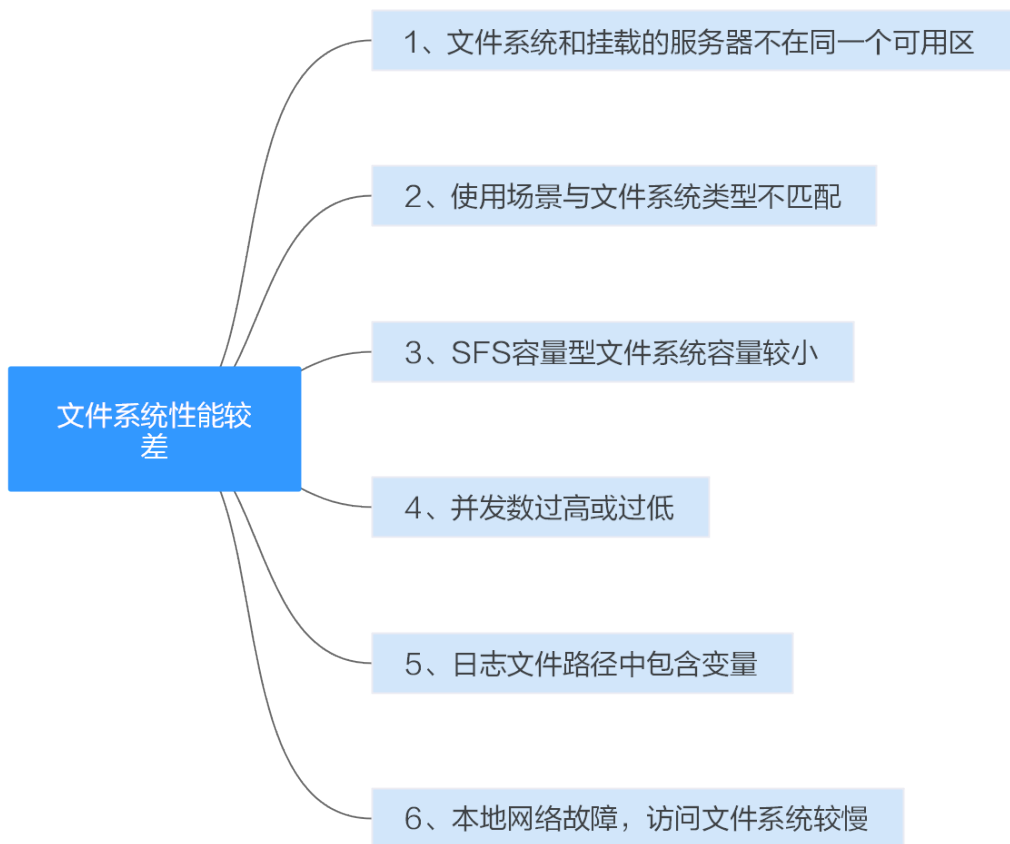 1、文件系统和挂载的服务器不在同一个可用区
2、使用场景与文件系统类型不匹配
3、SFS容量型文件系统容量较小
文件系统性能较
差
4、并发数过高或过低
5、日志文件路径中包含变量
6、本地网络故障，访问文件系统较慢